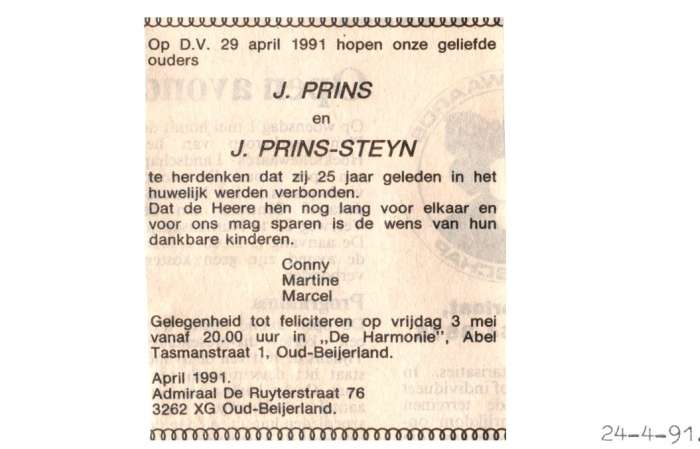 Op D.V. 29 april 1991 hopen onze geliefde
ouders
J. PRINS
en
J. PRINS-STEYN
te herdenken dat zij 25 jaar geleden in het
huwelijk werden verbonden.
Dat de Heere hen nog lang voor elkaar en
voor ons mag sparen is de wens van hun
dankbare kinderen.
Conny
Martine
Marcel
Gelegenheid tot feliciteren op vrijdag 3 mei
vanaf 20.00 uur in ,,De Harmonie", Abel
Tasmanstraat 1, Oud-Beijerland.
April 1991.
Admiraal De Ruyterstraat 76
3262 XG Oud-Beijerland.
24-4-91.